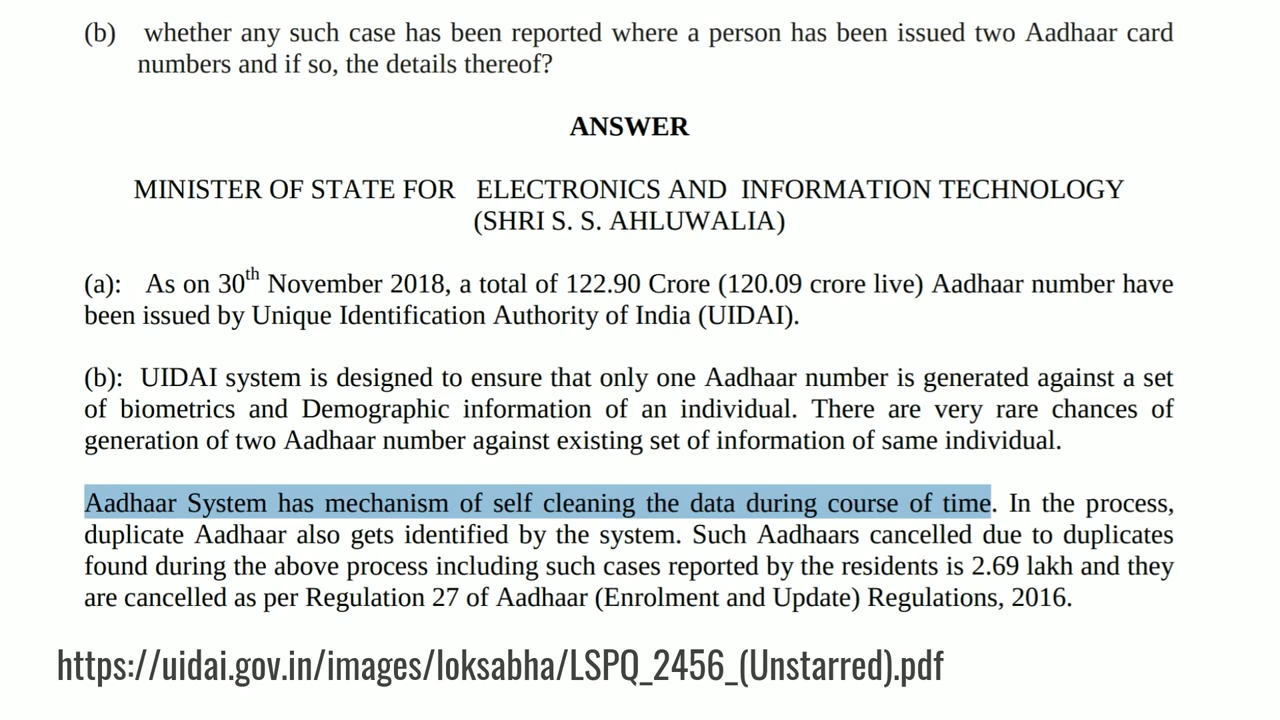 (b) whether any such case has been reported where a person has been issued two Aadhaar card
numbers and if so, the details thereof?
ANSWER
MINISTER OF STATE FOR ELECTRONICS AND INFORMATION TECHNOLOGY
(SHRI S. S. AHLUWALIA)
(a): As on 30th November 2018, a total of 122.90 Crore (120.09 crore live) Aadhaar number have
been issued by Unique Identification Authority of India (UIDAI).
(b): UIDAI system is designed to ensure that only one Aadhaar number is generated against a set
of biometrics and Demographic information of an individual. There are very rare chances of
generation of two Aadhaar number against existing set of information of same individual.
Aadhaar System has mechanism of self cleaning the data during course of time. In the process,
duplicate Aadhaar also gets identified by the system. Such Aadhaars cancelled due to duplicates
found during the above process including such cases reported by the residents is 2.69 lakh and they
are cancelled as per Regulation 27 of Aadhaar (Enrolment and Update) Regulations, 2016.
https://uidai.gov.in/images/loksabha/LSPQ_2456_(Unstarred).pdf